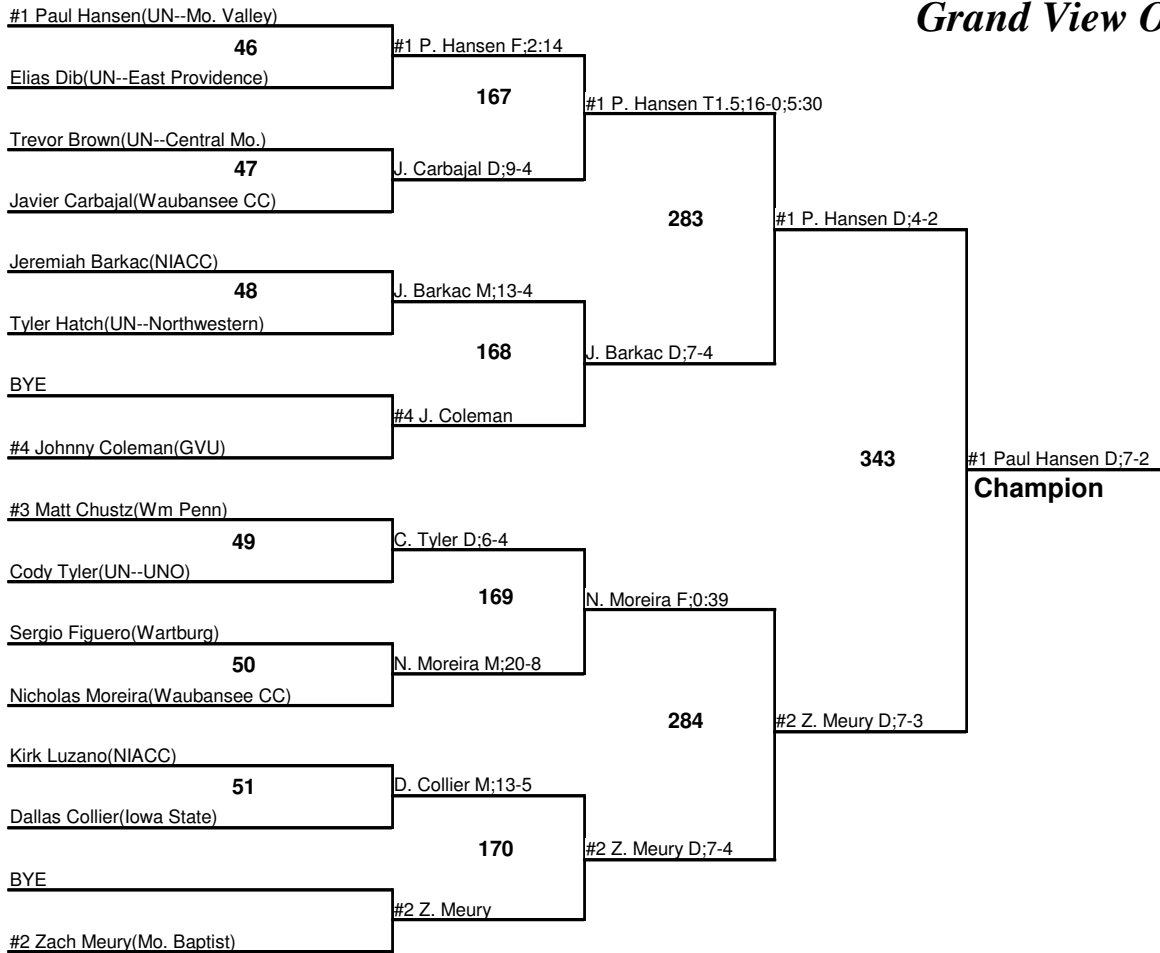 Grand View O
#1 Paul Hansen(UN--Mo. Valley)
46
#1 P. Hansen F;2:14
Elias Dib(UN--East Providence)
167
#1 P. Hansen T1.5;16-0;5:30
Trevor Brown(UN--Central Mo.)
47
J. Carbajal D;9-4
Javier Carbajal(Waubansee CC)
283
#1 P. Hansen D;4-2
Jeremiah Barkac(NIACC)
48
J. Barkac M;13-4
Tyler Hatch(UN--Northwestern)
168
J. Barkac D;7-4
BYE
#4 J. Coleman
#4 Johnny Coleman(GVU)
343
#1 Paul Hansen D;7-2
Champion
#3 Matt Chustz(Wm Penn)
49
C. Tyler D;6-4
Cody Tyler(UN--UNO)
169
N. Moreira F;0:39
Sergio Figuero(Wartburg)
50
N. Moreira M;20-8
Nicholas Moreira(Waubansee CC)
284
#2 Z. Meury D;7-3
Kirk Luzano(NIACC)
51
D. Collier M;13-5
Dallas Collier(Iowa State)
170
#2 Z. Meury D;7-4
BYE
#2 Z. Meury
#2 Zach Meury(Mo. Baptist)